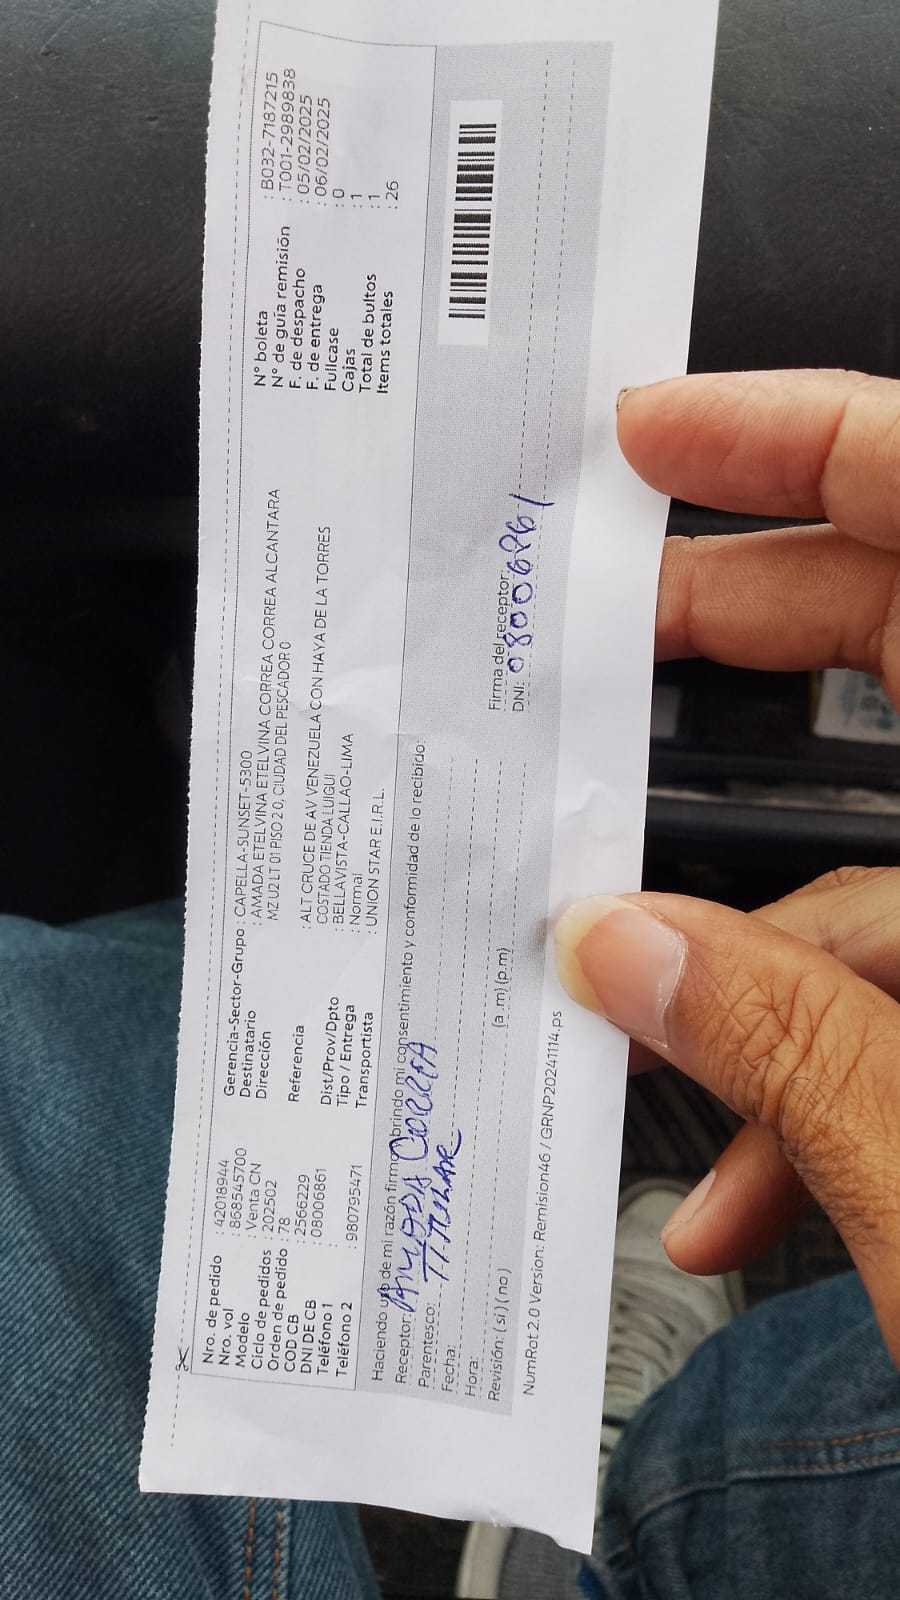 Nro. de pedido : 42018944
Nro. vol : 868545700
Modelo : Venta CN
Ciclo de pedidos : 202502
Orden de pedido : 78
COD CB : 2566229
DNI DE CB : 08006861
Teléfono 1 :
Teléfono 2 : 980795471
Gerencia-Sector-Grupo : CAPELLA-SUNSET-5300
Destinatario : AMADA ETELVINA ETELVINA CORREA CORREA ALCANTARA
Dirección MZ U2 LT 01 PISO 2 0, CIUDAD DEL PESCADOR 0
Referencia : ALT CRUCE DE AV VENEZUELA CON HAYA DE LA TORRES
COSTADO TIENDA LUIGUI
Dist/Prov/Dpto : BELLAVISTA-CALLAO-LIMA
Tipo / Entrega : Normal
Transportista : UNION STAR E.I.R.L.
N° boleta : B032-7187215
N° de guía remisión : T001-2989838
F. de despacho : 05/02/2025
F. de entrega : 06/02/2025
Fullcase : 0
Cajas : 1
Total de bultos : 1
Items totales : 26
Haciendo uso de mi razón firmo brindo mi consentimiento y conformidad de lo recibido:
Receptor: AMADA CORREA
Parentesco: TITULAR
Fecha:
Hora: (a.m) (p.m)
Revisión: ( si ) ( no )
Firma del receptor:
DNI: 08006861
NumRot 2.0 Version: Remision46 / GRNP20241114.ps